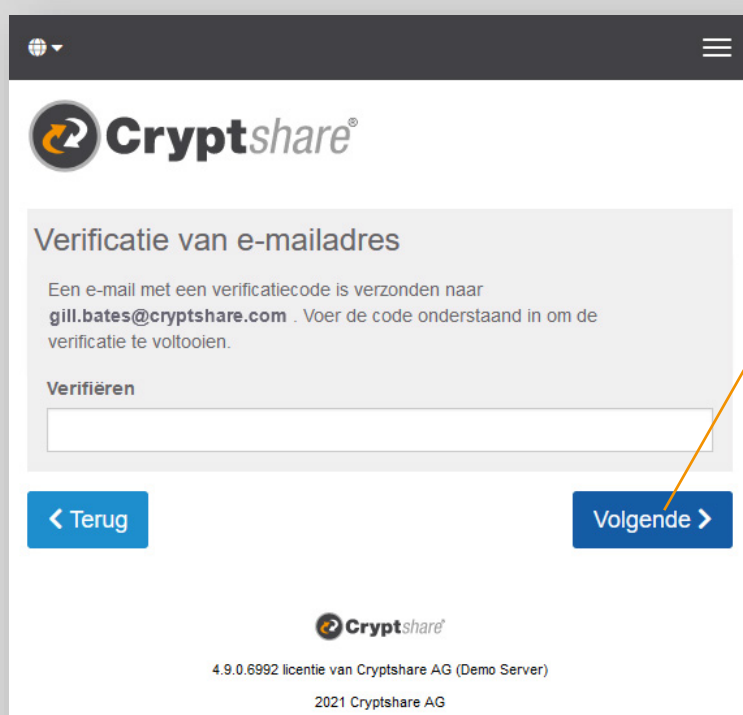 Cryptshare®
Verificatie van e-mailadres
Een e-mail met een verificatiecode is verzonden naar
gill.bates@cryptshare.com . Voer de code onderstaand in om de
verificatie te voltooien.
Verifiëren
Terug
Volgende
Cryptshare®
4.9.0.6992 licentie van Cryptshare AG (Demo Server)
2021 Cryptshare AG